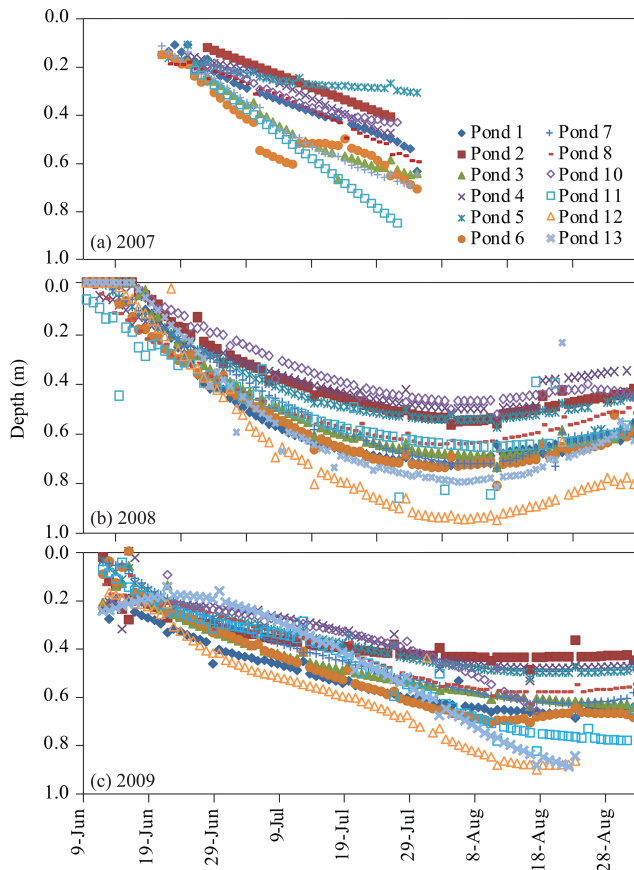 0.0
0.2
0.4
0.6
0.8
1.0
Pond 1 Pond 7
Pond 2 Pond 8
Pond 3 Pond 10
Pond 4 Pond 11
Pond 5 Pond 12
Pond 6 Pond 13
(a) 2007
0.0
0.2
0.4
0.6
0.8
1.0
Depth (m)
(b) 2008
0.0
0.2
0.4
0.6
0.8
1.0
(c) 2009
9-Jun 19-Jun 29-Jun 9-Jul 19-Jul 29-Jul 8-Aug 18-Aug 28-Aug